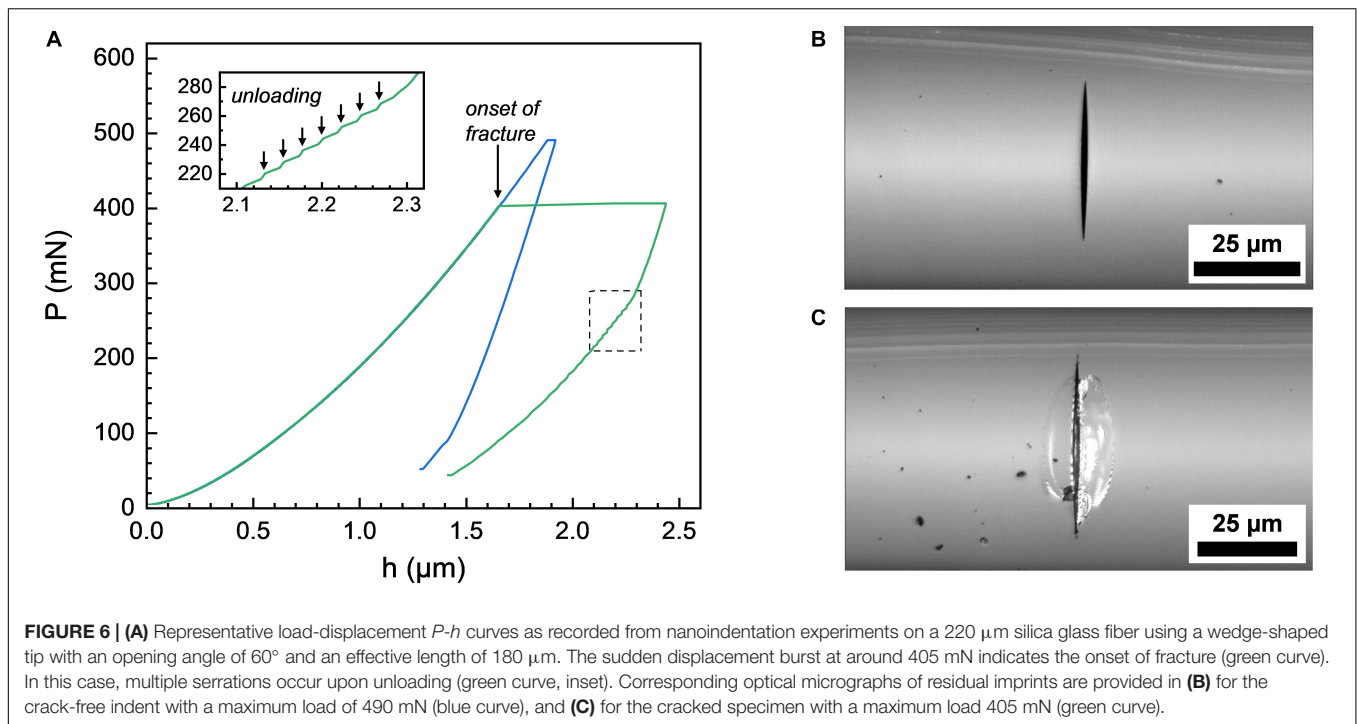 A
600
500
400
300
200
100
0
P (mN)
0.0 0.5 1.0 1.5 2.0 2.5
h (μm)
unloading
280
260
240
220
2.1 2.2 2.3
onset of
fracture
B
25 μm
C
25 μm
FIGURE 6 | (A) Representative load-displacement P-h curves as recorded from nanoindentation experiments on a 220 μm silica glass fiber using a wedge-shaped
tip with an opening angle of 60° and an effective length of 180 μm. The sudden displacement burst at around 405 mN indicates the onset of fracture (green curve).
In this case, multiple serrations occur upon unloading (green curve, inset). Corresponding optical micrographs of residual imprints are provided in (B) for the
crack-free indent with a maximum load of 490 mN (blue curve), and (C) for the cracked specimen with a maximum load 405 mN (green curve).